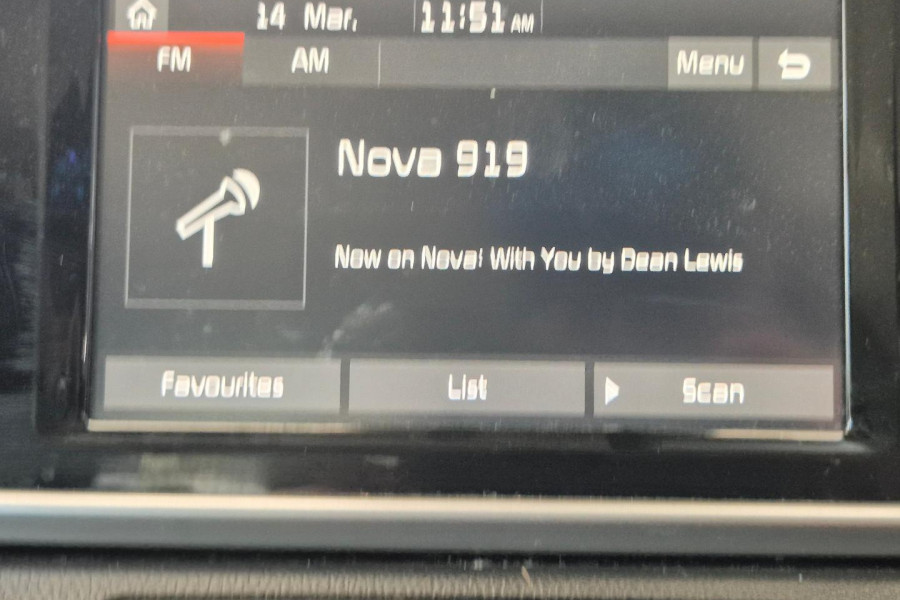 14 Mar. 11:51 AM
FM AM Menu
Nova 919
Now on Nova: With You by Dean Lewis
Favourites List Scan